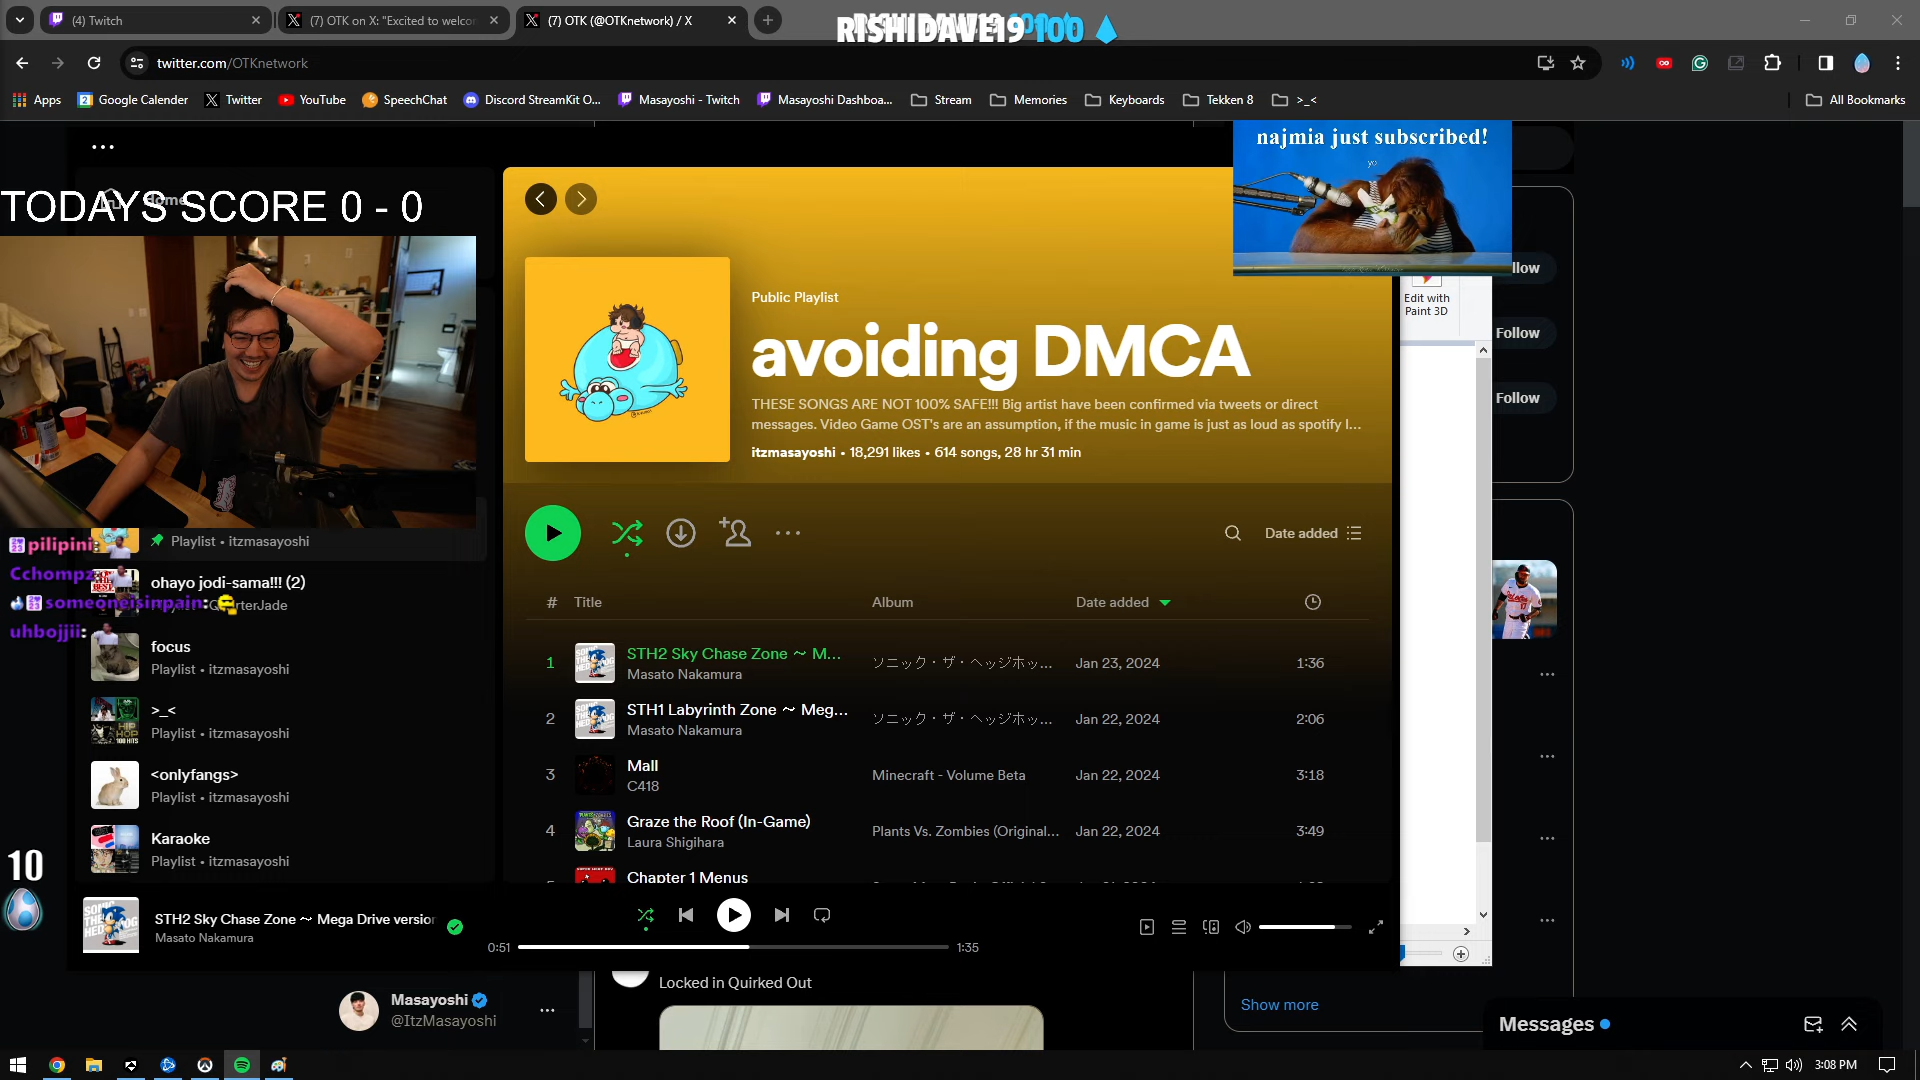 (4) Twitch
(7) OTK on X: "Excited to welcor
(7) OTK (@OTKnetwork) / X
RISHIDAVE19 100
twitter.com/OTKnetwork
Apps
Google Calender
Twitter
YouTube
SpeechChat
Discord StreamKit O...
Masayoshi - Twitch
Masayoshi Dashboa...
Stream
Memories
Keyboards
Tekken 8
>_<
All Bookmarks
najmia just subscribed!
yo
Home
TODAYS SCORE 0 - 0
Edit with
Paint 3D
llow
Follow
Follow
Public Playlist
avoiding DMCA
THESE SONGS ARE NOT 100% SAFE!!! Big artist have been confirmed via tweets or direct
messages. Video Game OST's are an assumption, if the music in game is just as loud as spotify I...
itzmasayoshi • 18,291 likes • 614 songs, 28 hr 31 min
Date added
pilipini:
Playlist • itzmasayoshi
Cchompz
ohayo jodi-sama!!! (2)
someoneisinpain:
rterJade
uhbojjii:
focus
Playlist • itzmasayoshi
>_<
Playlist • itzmasayoshi
<onlyfangs>
Playlist • itzmasayoshi
Karaoke
Playlist • itzmasayoshi
10
# Title Album Date added
1 STH2 Sky Chase Zone ～ M... ソニック・ザ・ヘッジホッ... Jan 23, 2024 1:36
Masato Nakamura
2 STH1 Labyrinth Zone ～ Meg... ソニック・ザ・ヘッジホッ... Jan 22, 2024 2:06
Masato Nakamura
3 Mall Minecraft - Volume Beta Jan 22, 2024 3:18
C418
4 Graze the Roof (In-Game) Plants Vs. Zombies (Original... Jan 22, 2024 3:49
Laura Shigihara
Chapter 1 Menus
STH2 Sky Chase Zone ～ Mega Drive version
Masato Nakamura
0:51
1:35
Masayoshi
@ItzMasayoshi
Locked in Quirked Out
Show more
Messages
3:08 PM